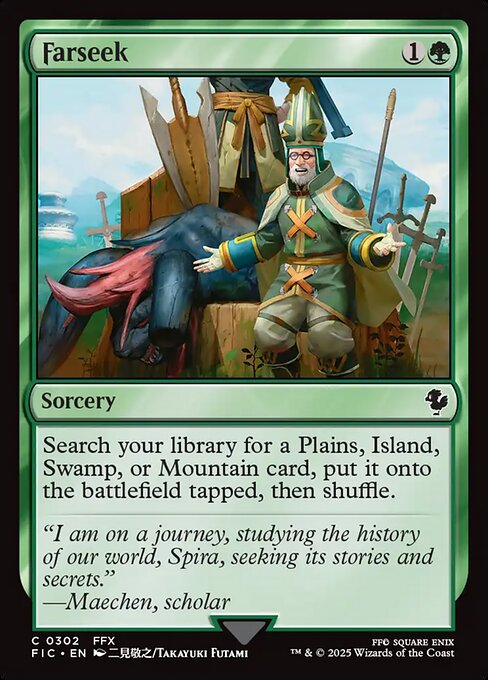 Farseek 1
Sorcery
Search your library for a Plains, Island,
Swamp, or Mountain card, put it onto
the battlefield tapped, then shuffle.
“I am on a journey, studying the history
of our world, Spira, seeking its stories and
secrets.”
—Maechen, scholar
C 0302 FFX
FIC • EN 二見敬之/TAKAYUKI FUTAMI
FF© SQUARE ENIX
™ & © 2025 Wizards of the Coast